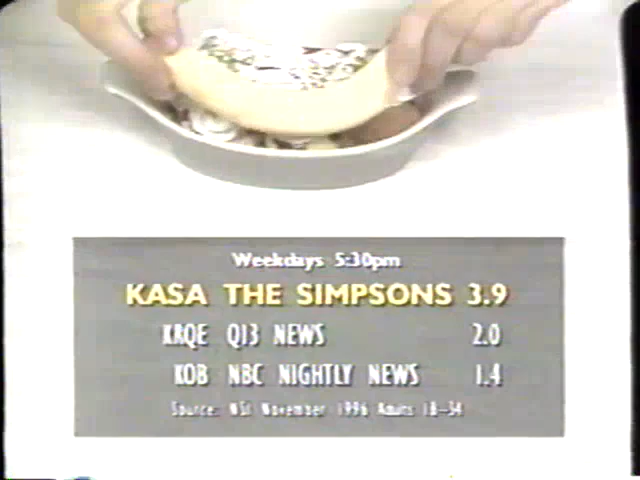 Weekdays 5:30pm
KASA THE SIMPSONS 3.9
KRQE Q13 NEWS 2.0
KOB NBC NIGHTLY NEWS 1.4
Source: NSI November 1996 Adults 18-34